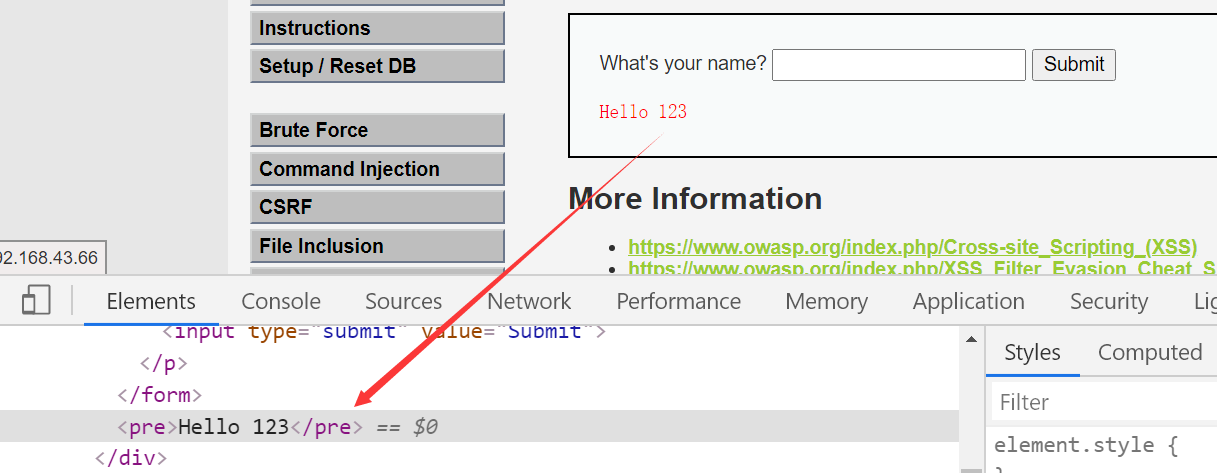 Instructions
Setup / Reset DB
Brute Force
Command Injection
CSRF
File Inclusion
92.168.43.66
What's your name? Submit
Hello 123
More Information
https://www.owasp.org/index.php/Cross-site_Scripting_(XSS)
https://www.owasp.org/index.php/XSS_Filter_Evasion_Cheat_S
Elements Console Sources Network Performance Memory Application Security Lig
<input type="submit" value="Submit">
</p>
</form>
<pre>Hello 123</pre> == $0
</div>
Styles Computed
Filter
element.style {
}